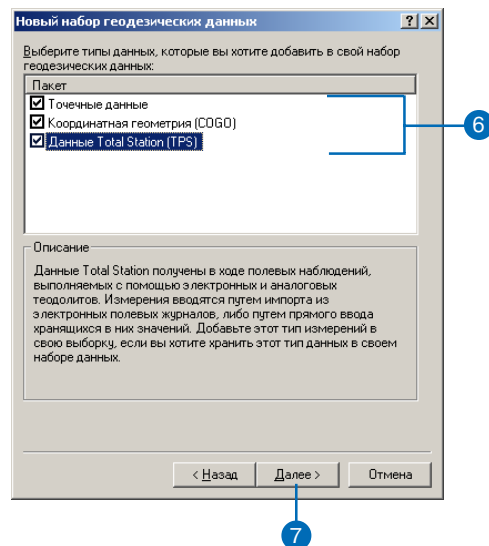 Новый набор геодезических данных
Выберите типы данных, которые вы хотите добавить в свой набор
геодезических данных:
Пакет
Точечные данные
Координатная геометрия (COGO)
Данные Total Station (TPS)
6
Описание
Данные Total Station получены в ходе полевых наблюдений,
выполняемых с помощью электронных и аналоговых
теодолитов. Измерения вводятся путем импорта из
электронных полевых журналов, либо путем прямого ввода
хранящихся в них значений. Добавьте этот тип измерений в
свою выборку, если вы хотите хранить этот тип данных в своем
наборе данных.
< Назад Далее > Отмена
7